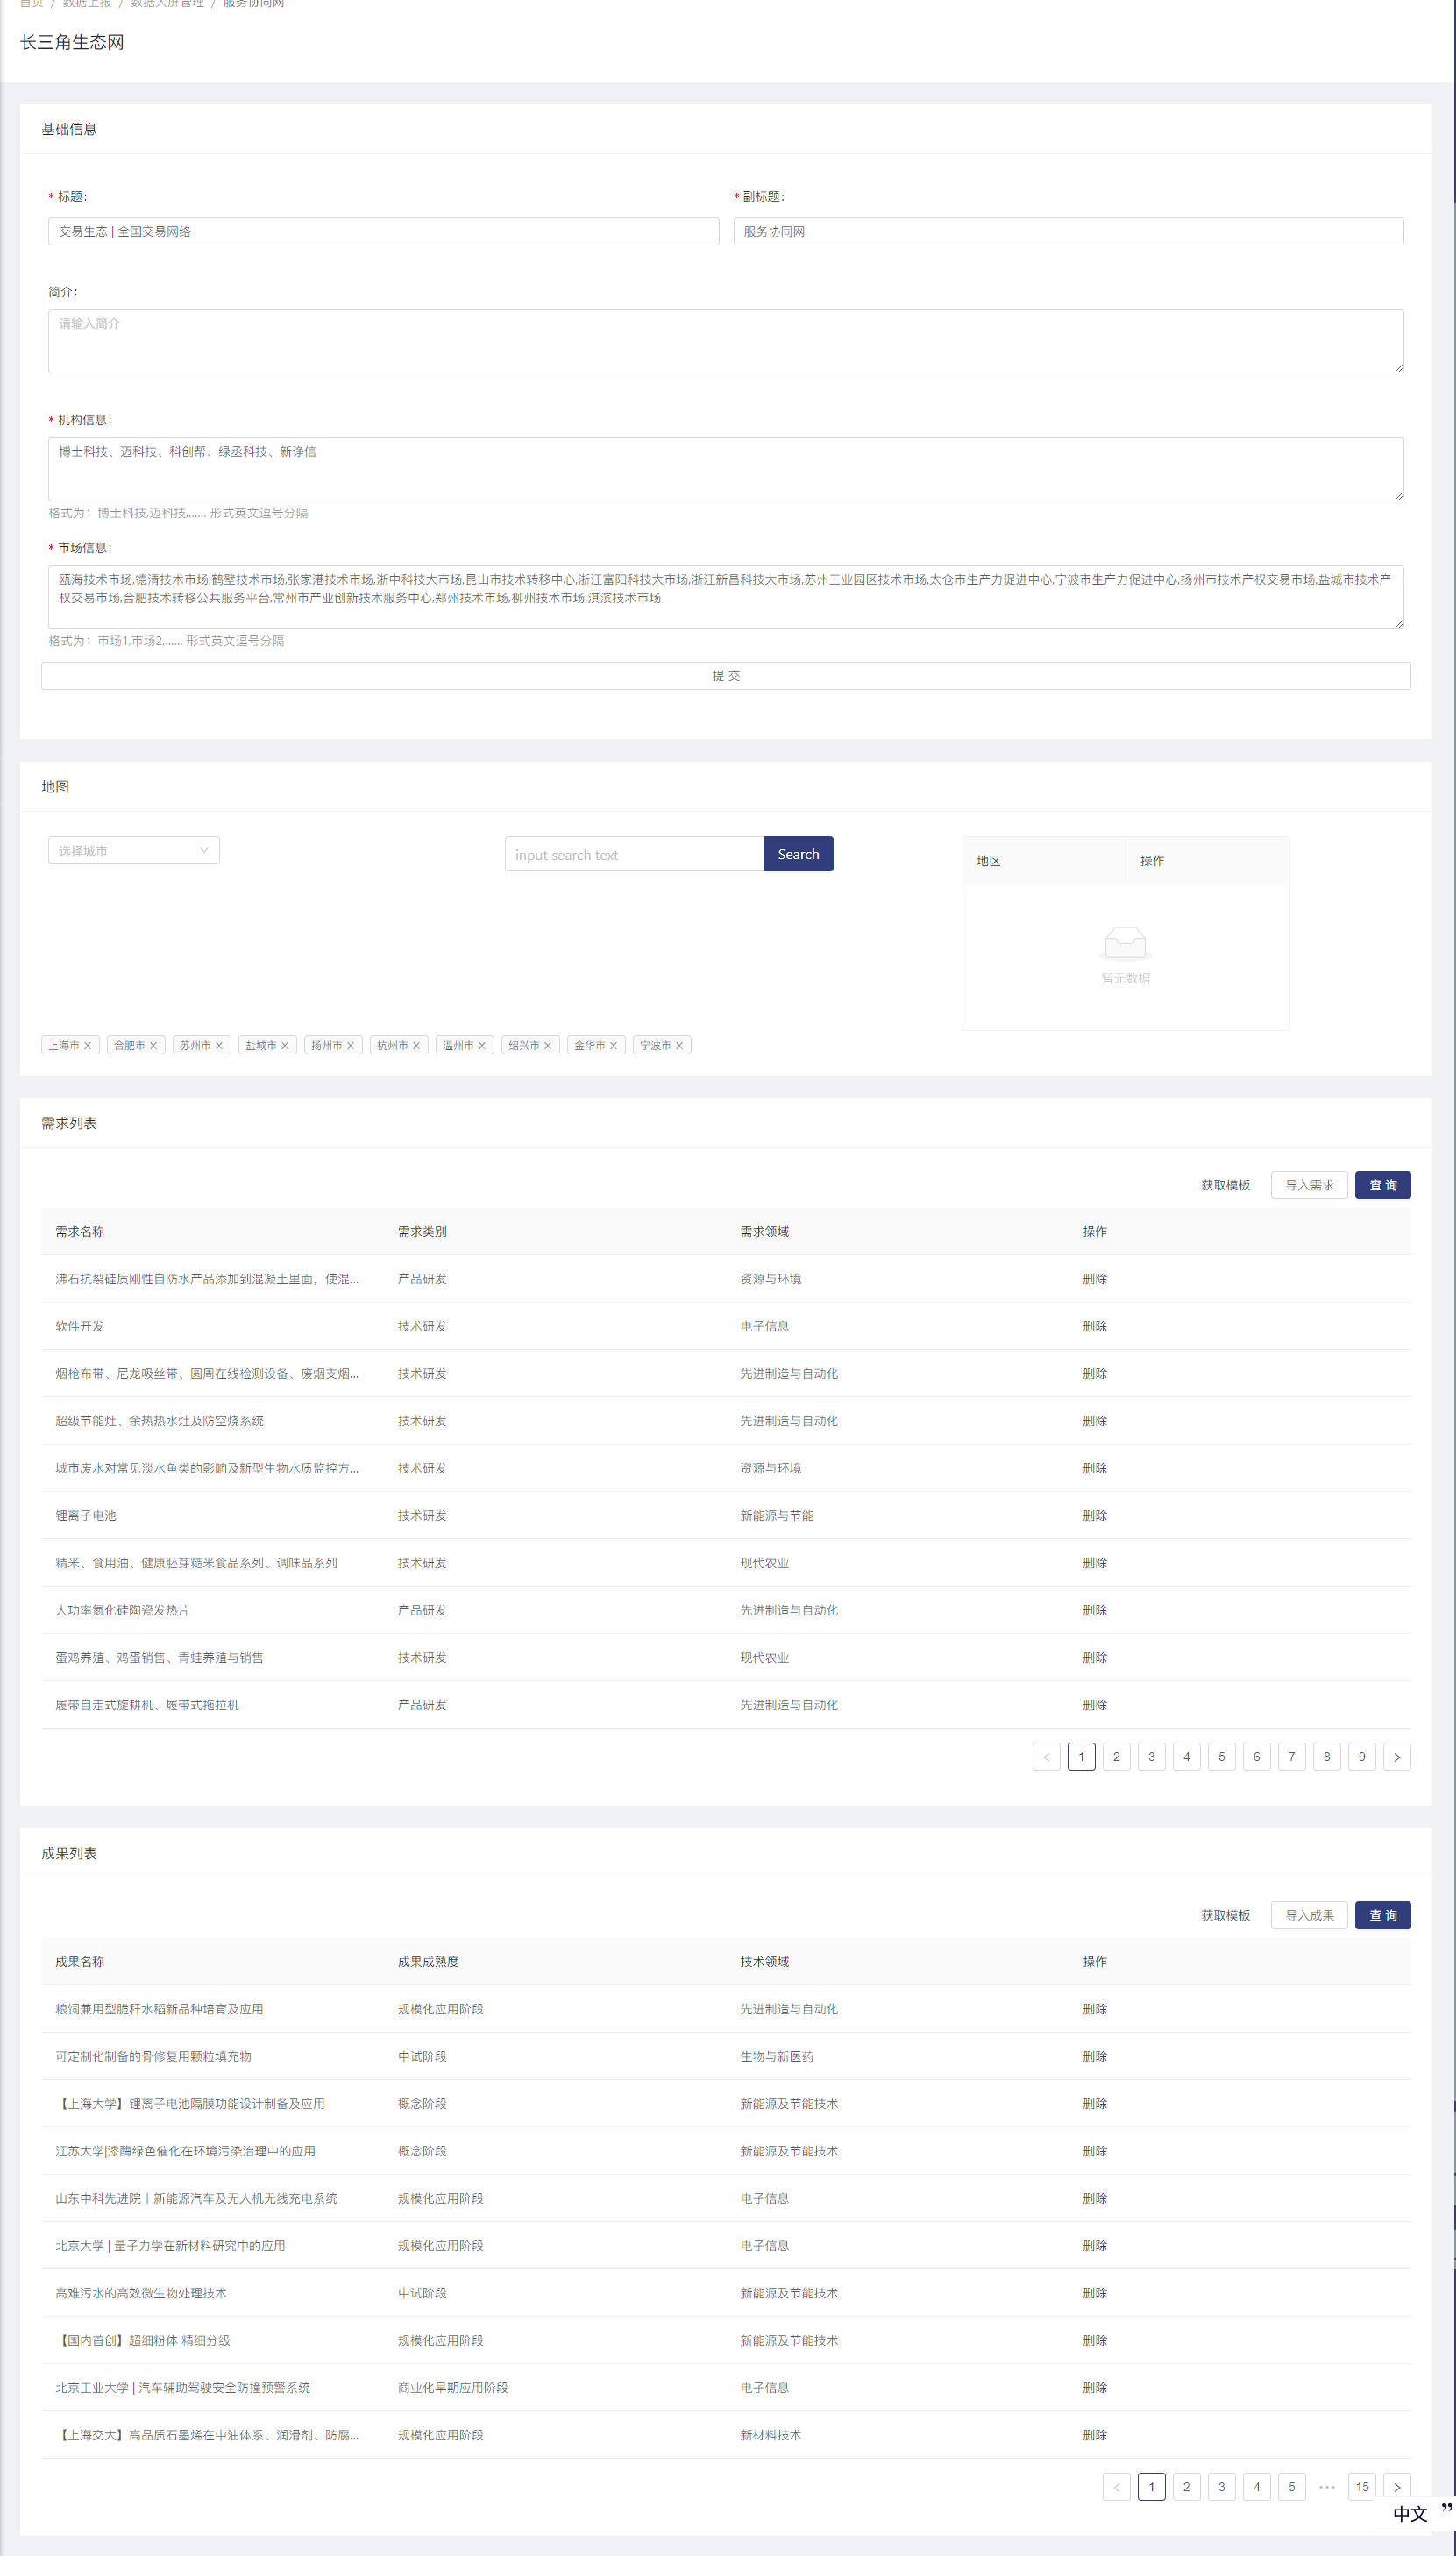 首页 / 数据上报 / 数据大屏管理 / 服务协同网
长三角生态网
基础信息
* 标题:
* 副标题:
交易生态 | 全国交易网络
服务协同网
简介:
请输入简介
* 机构信息:
博士科技、迈科技、科创帮、绿丞科技、新诤信
格式为: 博士科技,迈科技,...... 形式英文逗号分隔
* 市场信息:
瓯海技术市场,德清技术市场,鹤壁技术市场,张家港技术市场,浙中科技大市场,昆山市技术转移中心,浙江富阳科技大市场,浙江新昌科技大市场,苏州工业园区技术市场,太仓市生产力促进中心,宁波市生产力促进中心,扬州市技术产权交易市场,盐城市技术产
权交易市场,合肥技术转移公共服务平台,常州市产业创新技术服务中心,郑州技术市场,柳州技术市场,淇滨技术市场
格式为: 市场1,市场2,...... 形式英文逗号分隔
提 交
地图
选择城市
input search text
Search
地区 操作
暂无数据
上海市 X 合肥市 X 苏州市 X 盐城市 X 扬州市 X 杭州市 X 温州市 X 绍兴市 X 金华市 X 宁波市 X
需求列表
获取模板 导入需求 查 询
需求名称 需求类别 需求领域 操作
沸石抗裂硅质刚性自防水产品添加到混凝土里面，使混... 产品研发 资源与环境 删除
软件开发 技术研发 电子信息 删除
烟枪布带、尼龙吸丝带、圆周在线检测设备、废烟支烟... 技术研发 先进制造与自动化 删除
超级节能灶、余热热水灶及防空烧系统 技术研发 先进制造与自动化 删除
城市废水对常见淡水鱼类的影响及新型生物水质监控方... 技术研发 资源与环境 删除
锂离子电池 技术研发 新能源与节能 删除
精米、食用油、健康胚芽糙米食品系列、调味品系列 技术研发 现代农业 删除
大功率氮化硅陶瓷发热片 产品研发 先进制造与自动化 删除
蛋鸡养殖、鸡蛋销售、青蛙养殖与销售 技术研发 现代农业 删除
履带自走式旋耕机、履带式拖拉机 产品研发 先进制造与自动化 删除
< 1 2 3 4 5 6 7 8 9 >
成果列表
获取模板 导入成果 查 询
成果名称 成果成熟度 技术领域 操作
粮饲兼用型脆秆水稻新品种培育及应用 规模化应用阶段 先进制造与自动化 删除
可定制化制备的骨修复用颗粒填充物 中试阶段 生物与新医药 删除
【上海大学】锂离子电池隔膜功能设计制备及应用 概念阶段 新能源及节能技术 删除
江苏大学|漆酶绿色催化在环境污染治理中的应用 概念阶段 新能源及节能技术 删除
山东中科先进院丨新能源汽车及无人机无线充电系统 规模化应用阶段 电子信息 删除
北京大学 | 量子力学在新材料研究中的应用 规模化应用阶段 电子信息 删除
高难污水的高效微生物处理技术 中试阶段 新能源及节能技术 删除
【国内首创】超细粉体 精细分级 规模化应用阶段 新能源及节能技术 删除
北京工业大学 | 汽车辅助驾驶安全防撞预警系统 商业化早期应用阶段 电子信息 删除
【上海交大】高品质石墨烯在中油体系、润滑剂、防腐... 规模化应用阶段 新材料技术 删除
< 1 2 3 4 5 ••• 15 >
中文 ”